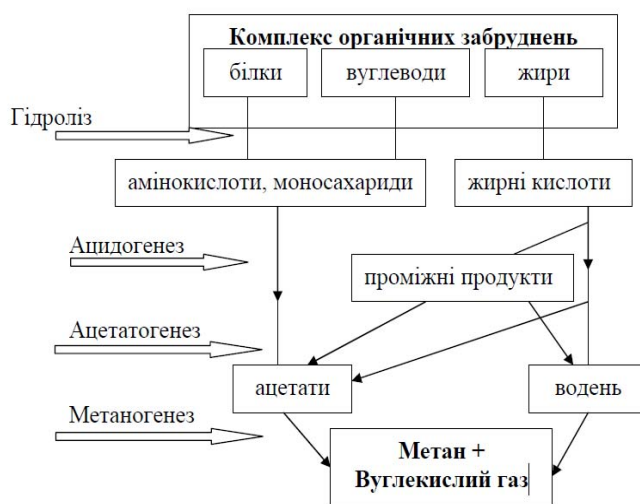 Комплекс органічних забруднень
білки
вуглеводи
жири
Гідроліз
амінокислоти, моносахариди
жирні кислоти
Ацидогенез
проміжні продукти
Ацетатогенез
ацетати
водень
Метаногенез
Метан +
Вуглекислий газ